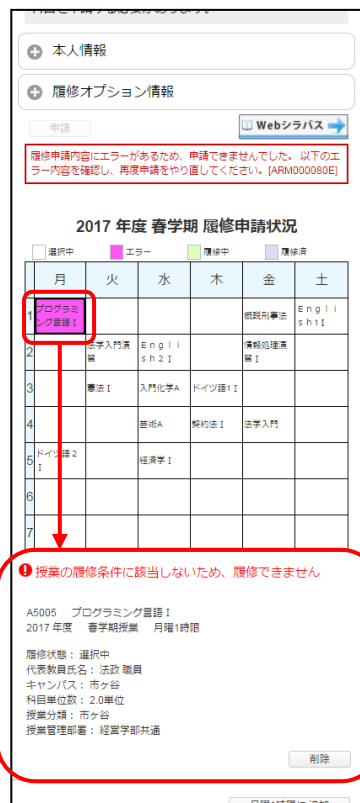 本人情報
履修オプション情報
申請
Webシラバス
履修申請内容にエラーがあるため、申請できませんでした。 以下のエ
ラー内容を確認し、再度申請をやり直してください。[ARM000080E]
2017 年度 春学期 履修申請状況
選択中 エラー 履修中 履修済
月 火 水 木 金 土
1 プログラミング言語 I 概説刑事法 English1 I
2 法学入門演習 English2 I 情報処理演習 I
3 憲法 I 入門化学A ドイツ語1 I
4 芸術A 契約法 I 法学入門
5 ドイツ語2 I 経済学 I
6
7
授業の履修条件に該当しないため、履修できません
A5005 プログラミング言語 I
2017 年度 春学期授業 月曜1時限
履修状態： 選択中
代表教員氏名： 法政 職員
キャンパス： 市ヶ谷
科目単位数： 2.0単位
授業分類： 市ヶ谷
授業管理部署： 経営学部共通
削除